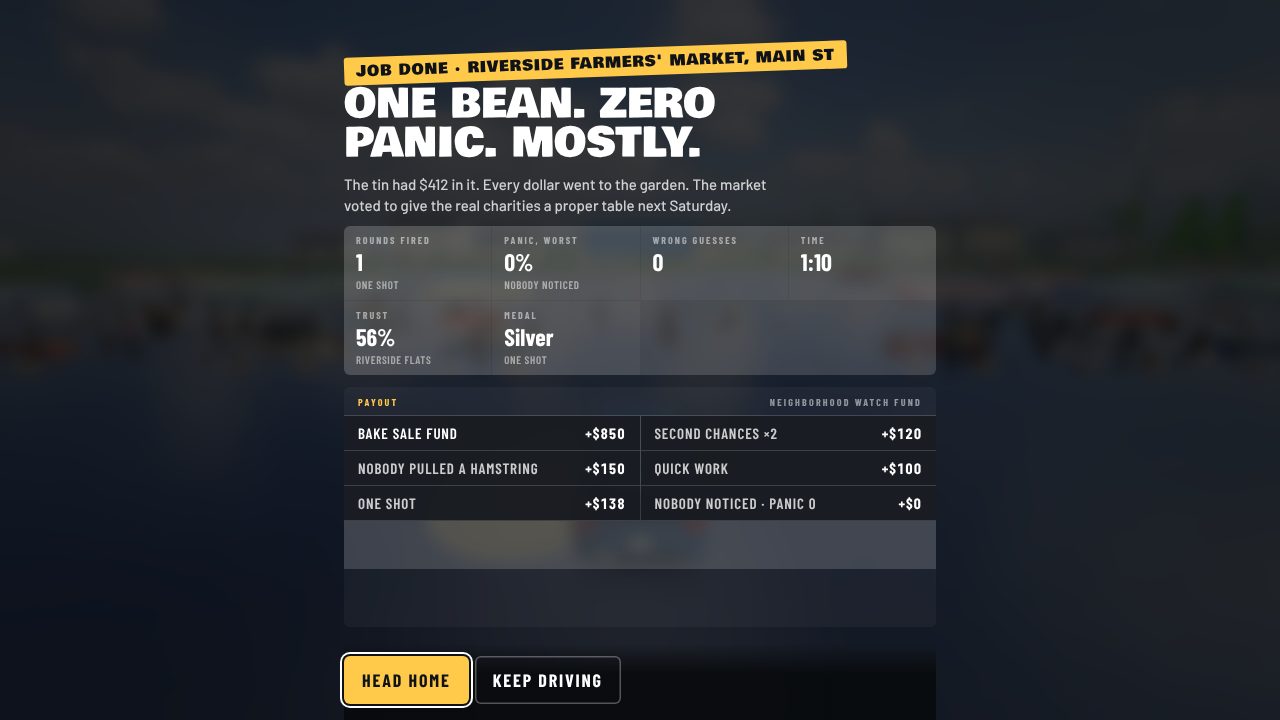 JOB DONE · RIVERSIDE FARMERS' MARKET, MAIN ST
ONE BEAN. ZERO
PANIC. MOSTLY.
The tin had $412 in it. Every dollar went to the garden. The market
voted to give the real charities a proper table next Saturday.
ROUNDS FIRED
1
ONE SHOT
PANIC, WORST
0%
NOBODY NOTICED
WRONG GUESSES
0
TIME
1:10
TRUST
56%
RIVERSIDE FLATS
MEDAL
Silver
ONE SHOT
PAYOUT
NEIGHBORHOOD WATCH FUND
BAKE SALE FUND +$850
SECOND CHANCES ×2 +$120
NOBODY PULLED A HAMSTRING +$150
QUICK WORK +$100
ONE SHOT +$138
NOBODY NOTICED · PANIC 0 +$0
HEAD HOME
KEEP DRIVING